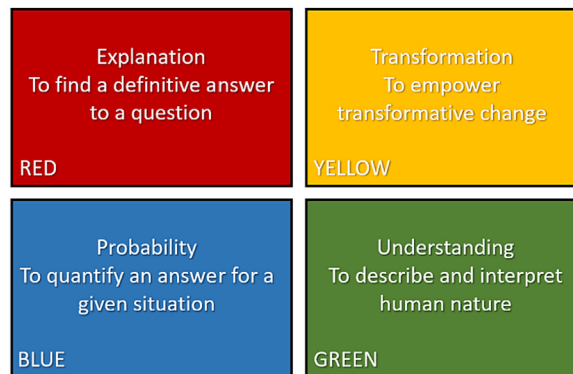 Explanation
To find a definitive answer
to a question
RED
Transformation
To empower
transformative change
YELLOW
Probability
To quantify an answer for a
given situation
BLUE
Understanding
To describe and interpret
human nature
GREEN